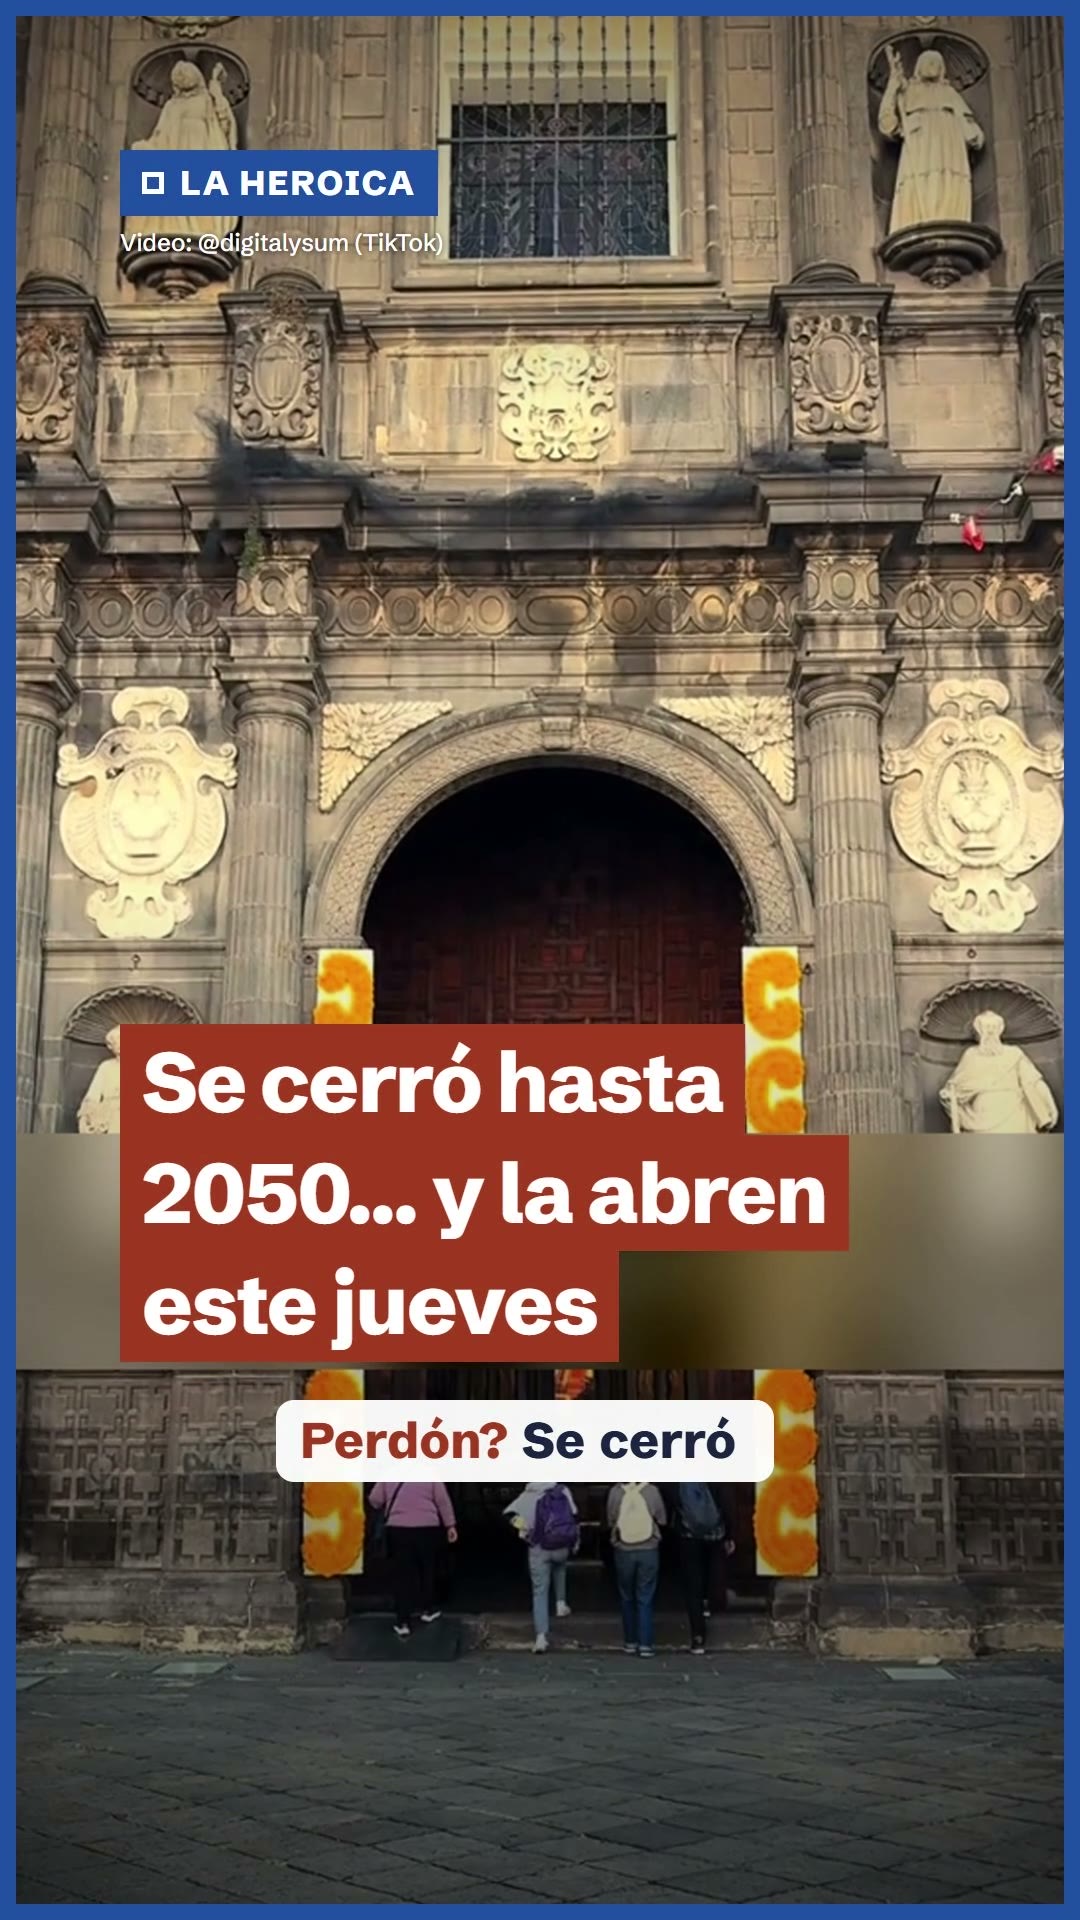 LA HEROICA
Video: @digitalysum (TikTok)
Se cerró hasta
2050... y la abren
este jueves
Perdón? Se cerró